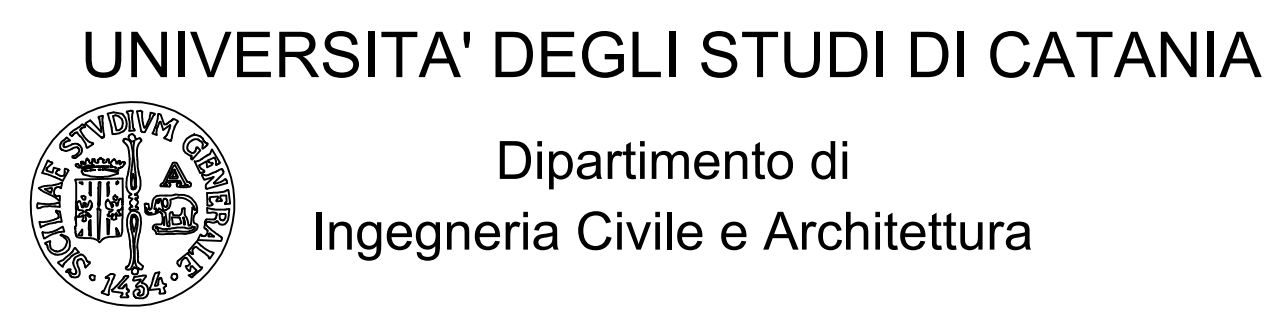 UNIVERSITA' DEGLI STUDI DI CATANIA
SICILIAE STVDIVM GENERALE
· 1434 ·
A
Dipartimento di
Ingegneria Civile e Architettura